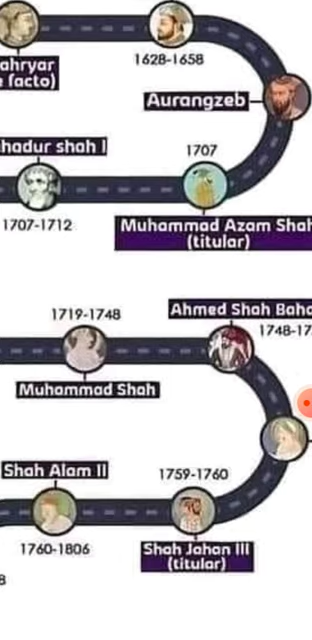 ahryar
facto)
1628-1658
Aurangzeb
hadur shah I
1707
1707-1712
Muhammad Azam Shah
(titular)
1719-1748
Ahmed Shah Baha
1748-17
Muhammad Shah
Shah Alam II
1759-1760
1760-1806
Shah Jahan III
(titular)
8